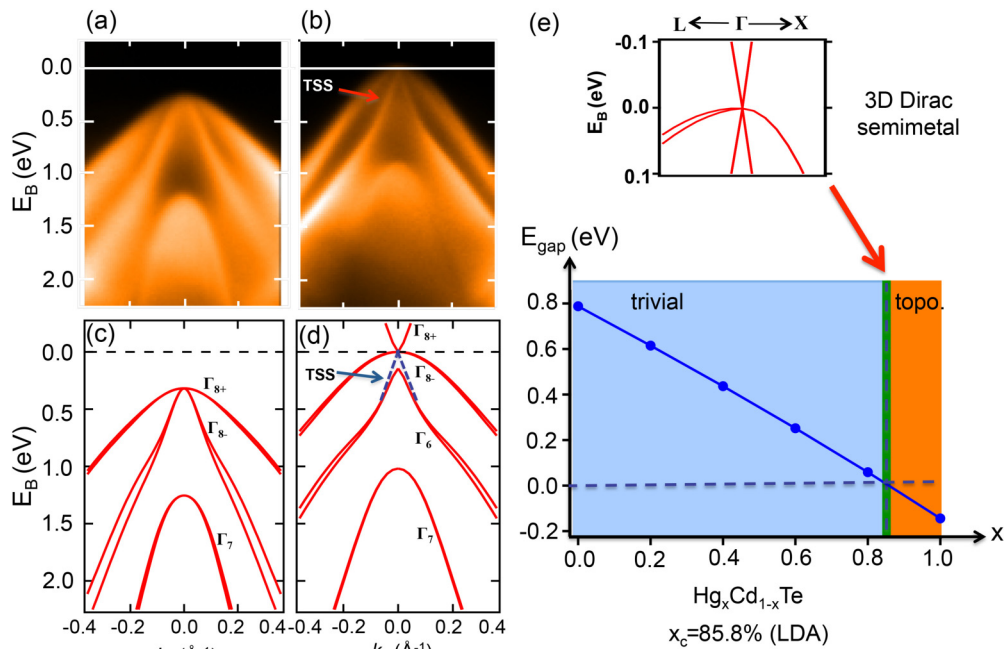 (a)
(b)
(e)
L ← Γ → X
0.0
0.5
1.0
1.5
2.0
E_B (eV)
TSS
-0.1
0.0
0.1
E_B (eV)
3D Dirac
semimetal
(c)
(d)
0.0
0.5
1.0
1.5
2.0
E_B (eV)
Γ8+
Γ8-
Γ7
TSS
Γ8+
Γ8-
Γ6
Γ7
-0.4 -0.2 0.0 0.2 -0.4 -0.2 0.0 0.2 0.4
(Å⁻¹)
E_gap (eV)
trivial
topo.
0.8
0.6
0.4
0.2
0.0
-0.2
0.0 0.2 0.4 0.6 0.8 1.0
x
Hg_xCd_1-xTe
x_c=85.8% (LDA)